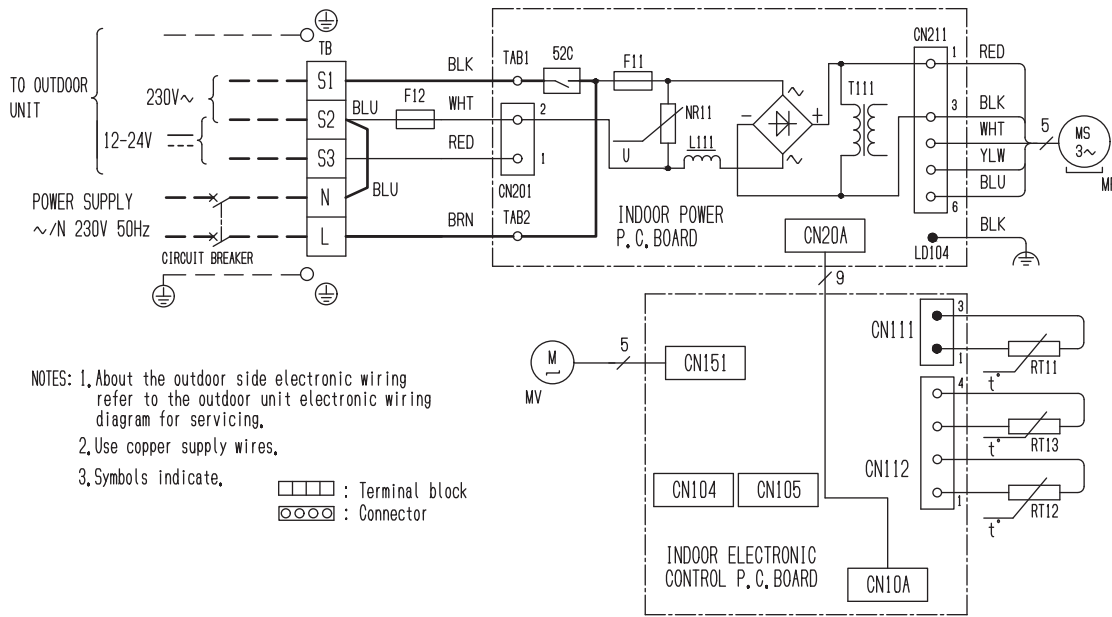 TO OUTDOOR
UNIT
230V~
12-24V
POWER SUPPLY
~/N 230V 50Hz
CIRCUIT BREAKER
TB
S1
S2
S3
N
L
BLK
BLU
F12
WHT
RED
BLU
BRN
TAB1
52C
2
1
CN201
TAB2
F11
NR11
U
L111
~
-
+
~
T111
INDOOR POWER
P.C.BOARD
CN20A
CN211
1
3
6
RED
BLK
WHT
YLW
BLU
5
MS
3~
LD104
BLK
9
M
MV
5
CN151
CN111
3
1
RT11
t°
CN112
4
1
RT13
t°
RT12
t°
CN104
CN105
INDOOR ELECTRONIC
CONTROL P.C.BOARD
CN10A
NOTES: 1. About the outdoor side electronic wiring
refer to the outdoor unit electronic wiring
diagram for servicing.
2. Use copper supply wires.
3. Symbols indicate.
: Terminal block
: Connector